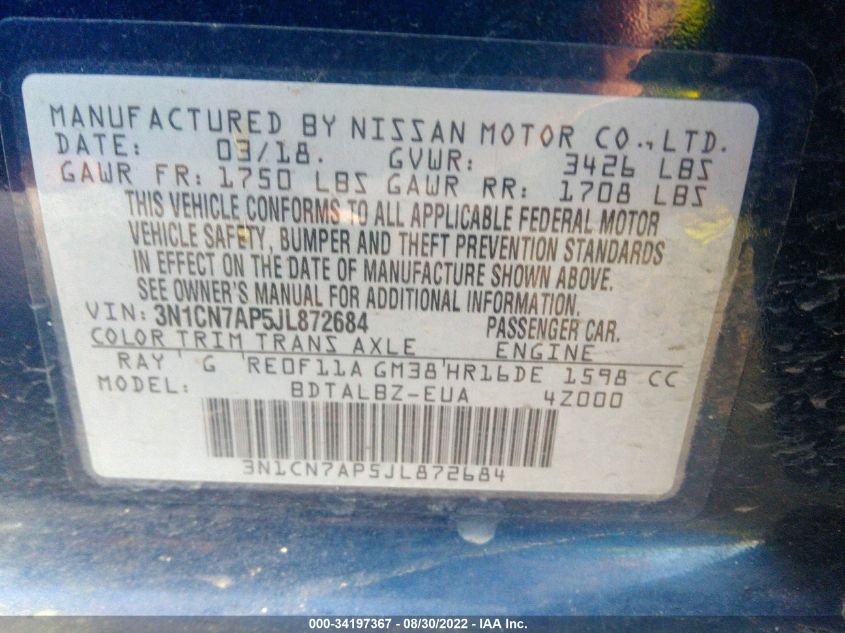 MANUFACTURED BY NISSAN MOTOR CO., LTD.
DATE: 03/18. GVWR: 3426 LBS
GAWR FR: 1750 LBS GAWR RR: 1708 LBS
THIS VEHICLE CONFORMS TO ALL APPLICABLE FEDERAL MOTOR
VEHICLE SAFETY, BUMPER AND THEFT PREVENTION STANDARDS
IN EFFECT ON THE DATE OF MANUFACTURE SHOWN ABOVE.
SEE OWNER'S MANUAL FOR ADDITIONAL INFORMATION.
VIN: 3N1CN7AP5JL872684 PASSENGER CAR.
COLOR TRIM TRANS AXLE ENGINE
RAY G RE0F11A GM38 HR16DE 1598 CC
MODEL: BDTALBZ-EUA 4Z000
3N1CN7AP5JL872684
000-34197367 - 08/30/2022 - IAA Inc.